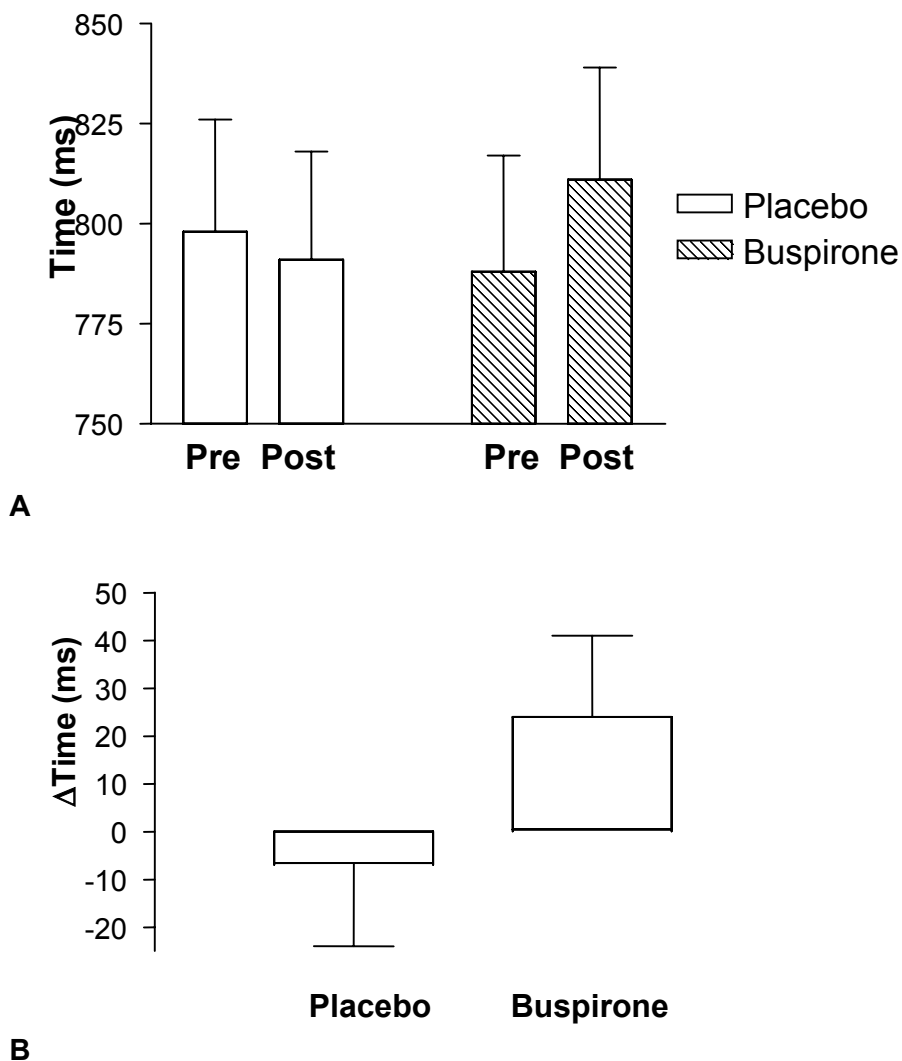 850
825
800
775
750
Time (ms)
Placebo
Buspirone
Pre Post Pre Post
A
50
40
30
20
10
0
-10
-20
ΔTime (ms)
Placebo Buspirone
B